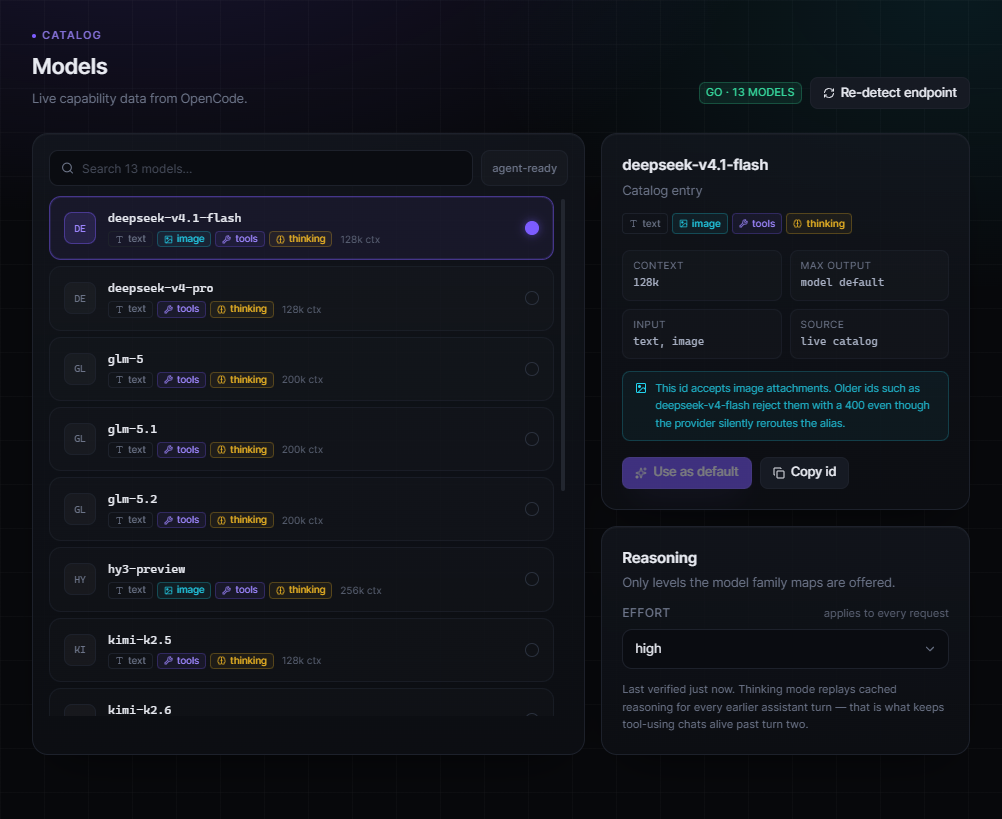 CATALOG
Models
Live capability data from OpenCode.
GO · 13 MODELS
Re-detect endpoint
Search 13 models...
agent-ready
DE
deepseek-v4.1-flash
text image tools thinking 128k ctx
DE
deepseek-v4-pro
text tools thinking 128k ctx
GL
glm-5
text tools thinking 200k ctx
GL
glm-5.1
text tools thinking 200k ctx
GL
glm-5.2
text tools thinking 200k ctx
HY
hy3-preview
text image tools thinking 256k ctx
KI
kimi-k2.5
text tools thinking 128k ctx
kimi-k2.6
deepseek-v4.1-flash
Catalog entry
text image tools thinking
CONTEXT
128k
MAX OUTPUT
model default
INPUT
text, image
SOURCE
live catalog
This id accepts image attachments. Older ids such as
deepseek-v4-flash reject them with a 400 even though
the provider silently reroutes the alias.
Use as default
Copy id
Reasoning
Only levels the model family maps are offered.
EFFORT
applies to every request
high
Last verified just now. Thinking mode replays cached
reasoning for every earlier assistant turn — that is what keeps
tool-using chats alive past turn two.